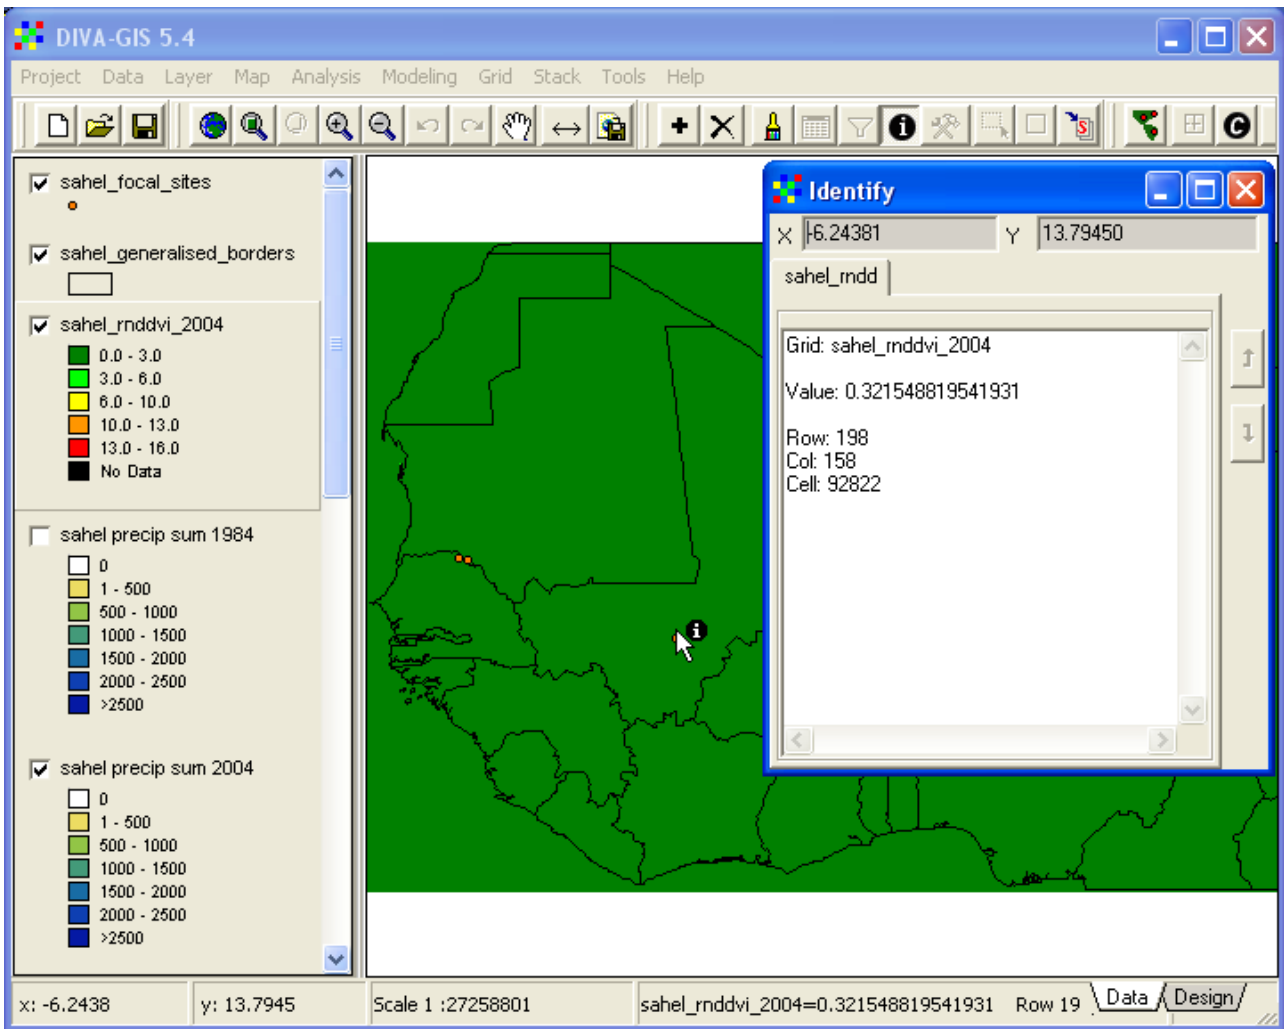 DIVA-GIS 5.4
Project Data Layer Map Analysis Modeling Grid Stack Tools Help
sahel_focal_sites
sahel_generalised_borders
sahel_rnddvi_2004
0.0 - 3.0
3.0 - 6.0
6.0 - 10.0
10.0 - 13.0
13.0 - 16.0
No Data
sahel precip sum 1984
0
1 - 500
500 - 1000
1000 - 1500
1500 - 2000
2000 - 2500
>2500
sahel precip sum 2004
0
1 - 500
500 - 1000
1000 - 1500
1500 - 2000
2000 - 2500
>2500
Identify
X -6.24381 Y 13.79450
sahel_rndd
Grid: sahel_rnddvi_2004
Value: 0.321548819541931
Row: 198
Col: 158
Cell: 92822
x: -6.2438 y: 13.7945 Scale 1 :27258801 sahel_rnddvi_2004=0.321548819541931 Row 19 Data Design